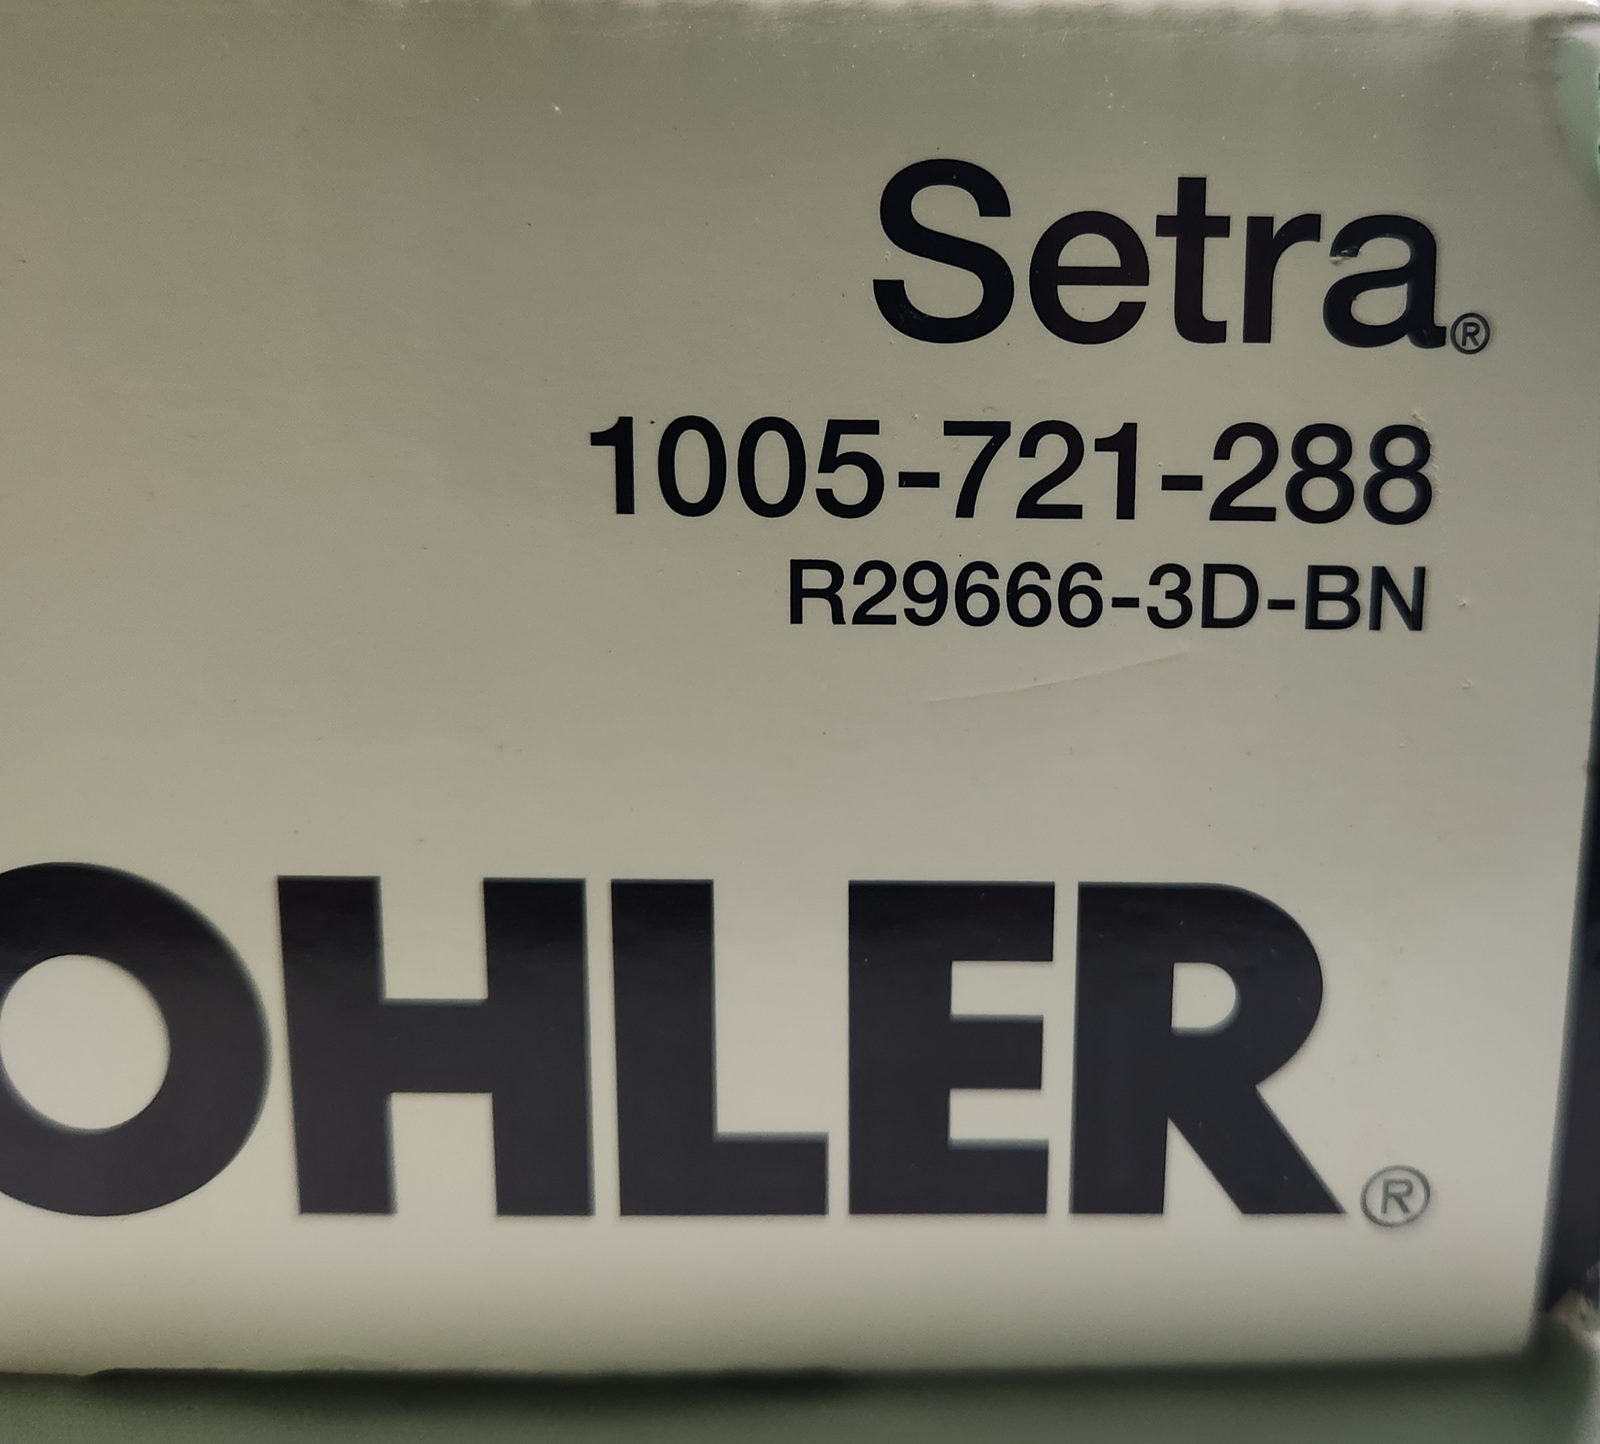 Setra®
1005-721-288
R29666-3D-BN
OHLER®